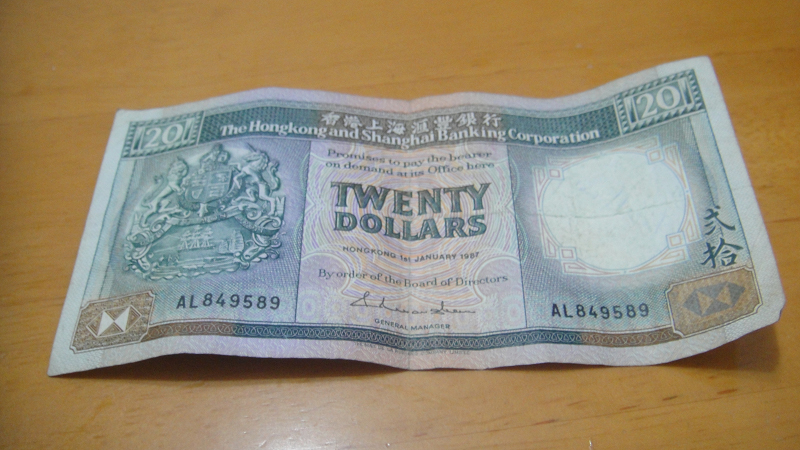 香港上海滙豐銀行
20 The Hongkong and Shanghai Banking Corporation 20
Promises to pay the bearer
on demand at its Office here
TWENTY
DOLLARS
HONGKONG 1st JANUARY 1987
By order of the Board of Directors
GENERAL MANAGER
AL849589
AL849589
弍拾